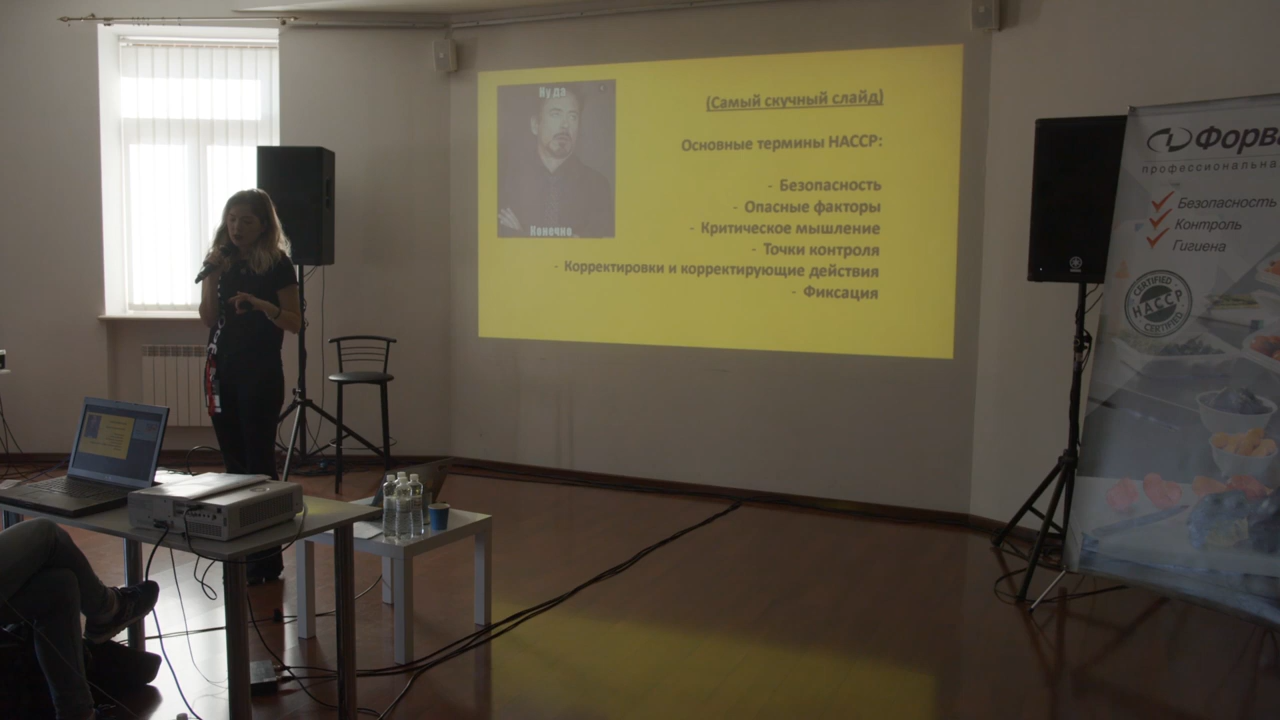 Ну да
Конечно
(Самый скучный слайд)
Основные термины НАССР:
- Безопасность
- Опасные факторы
- Критическое мышление
- Точки контроля
- Корректировки и корректирующие действия
- Фиксация
Форва
профессиональна
Безопасность
Контроль
Гигиена
CERTIFIED
HACCP
CERTIFIED